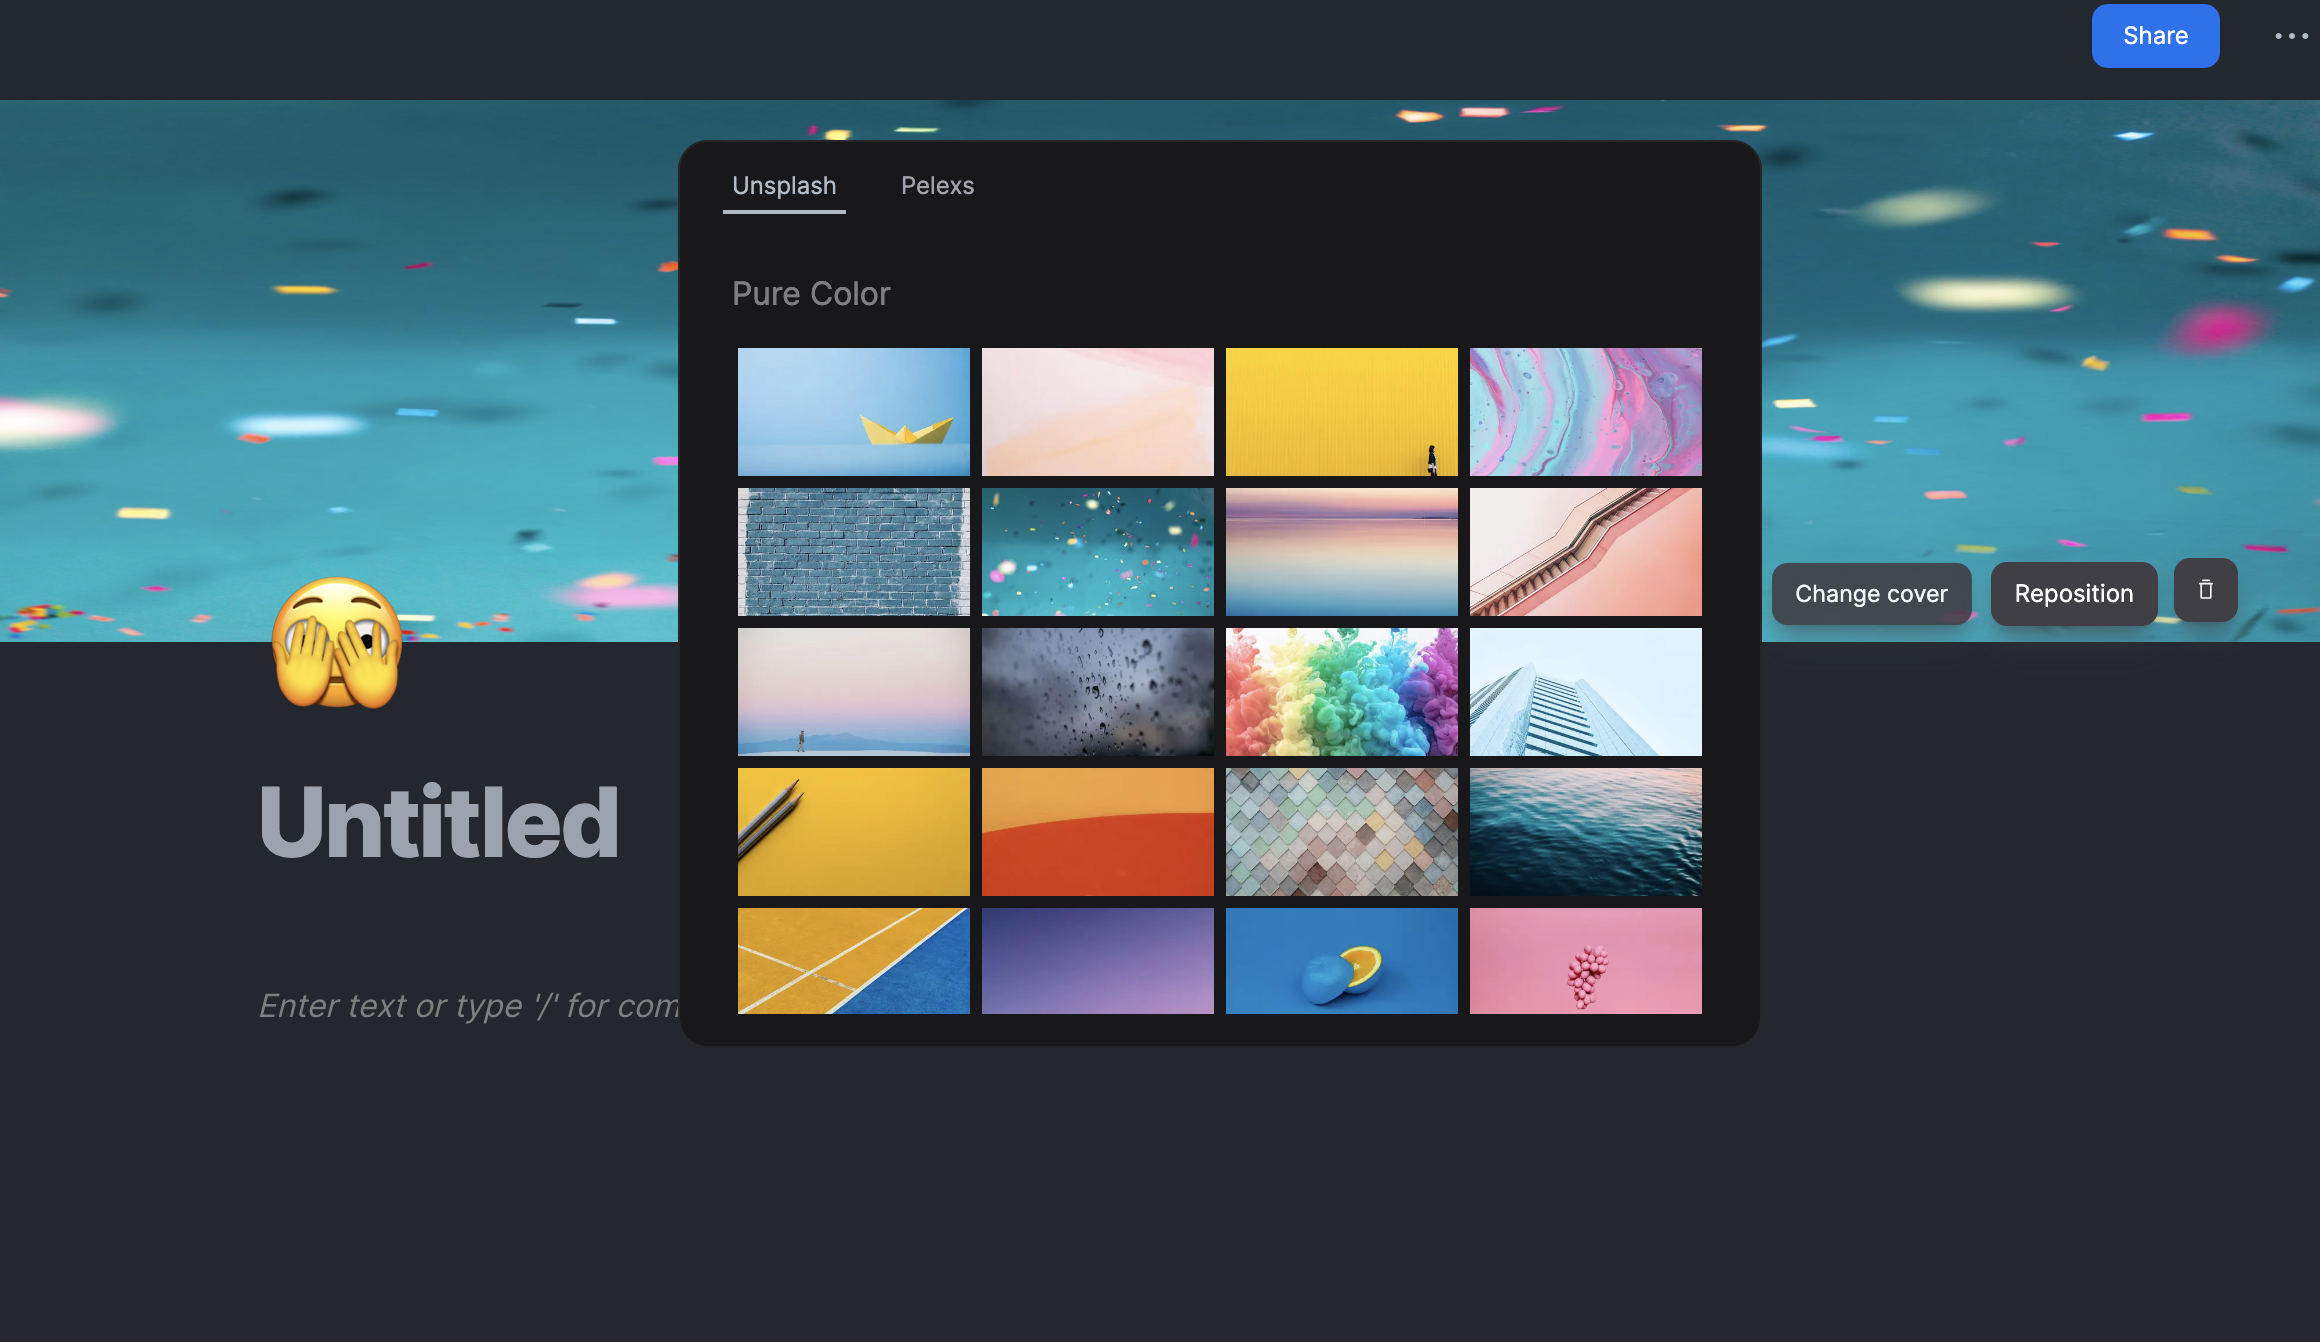 Share
Unsplash
Pelexs
Pure Color
Change cover
Reposition
Untitled
Enter text or type '/' for com